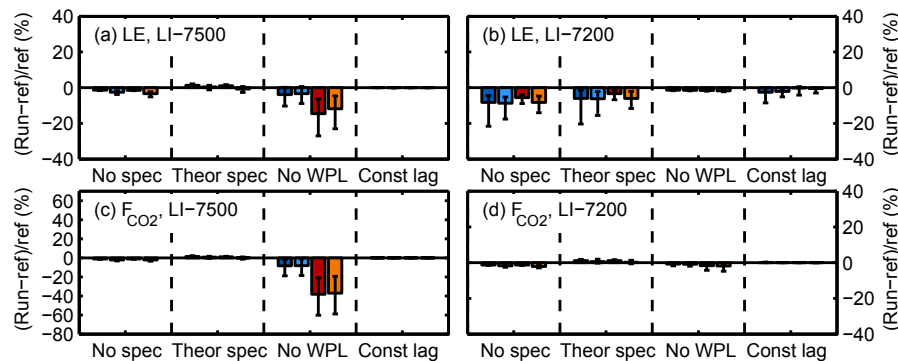 (a) LE, LI−7500
(b) LE, LI−7200
(Run−ref)/ref (%)
40
20
0
−20
−40
40
20
0
−20
−40
(Run−ref)/ref (%)
No spec Theor spec No WPL Const lag
No spec Theor spec No WPL Const lag
(c) F_CO2, LI−7500
(d) F_CO2, LI−7200
(Run−ref)/ref (%)
60
40
20
0
−20
−40
−60
−80
40
20
0
−20
−40
(Run−ref)/ref (%)
No spec Theor spec No WPL Const lag
No spec Theor spec No WPL Const lag